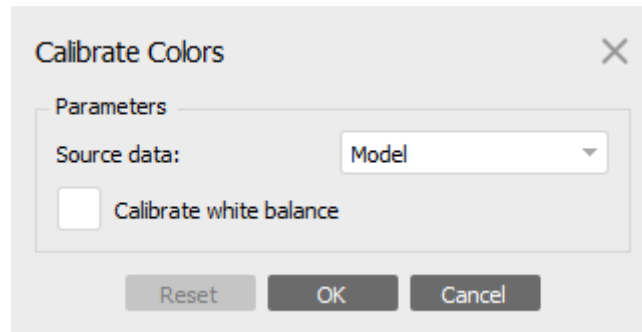 Calibrate Colors
Parameters
Source data: Model
Calibrate white balance
Reset OK Cancel